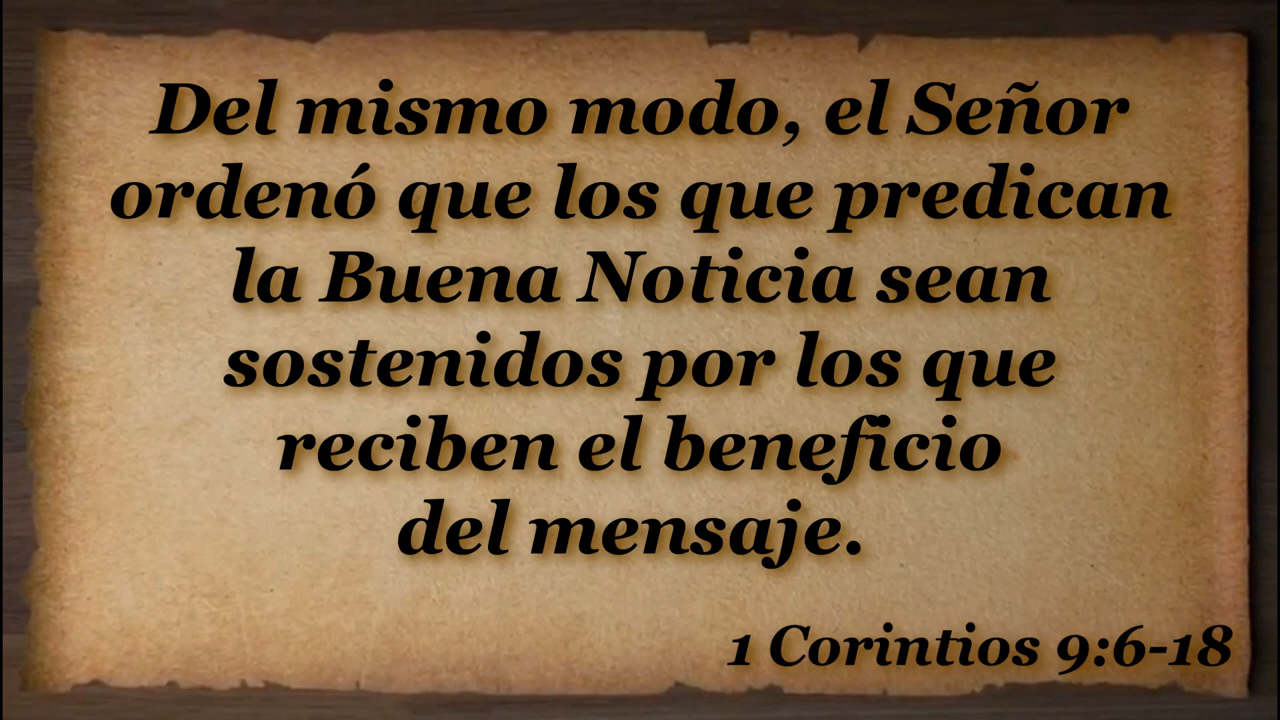 Del mismo modo, el Señor
ordenó que los que predican
la Buena Noticia sean
sostenidos por los que
reciben el beneficio
del mensaje.
1 Corintios 9:6-18